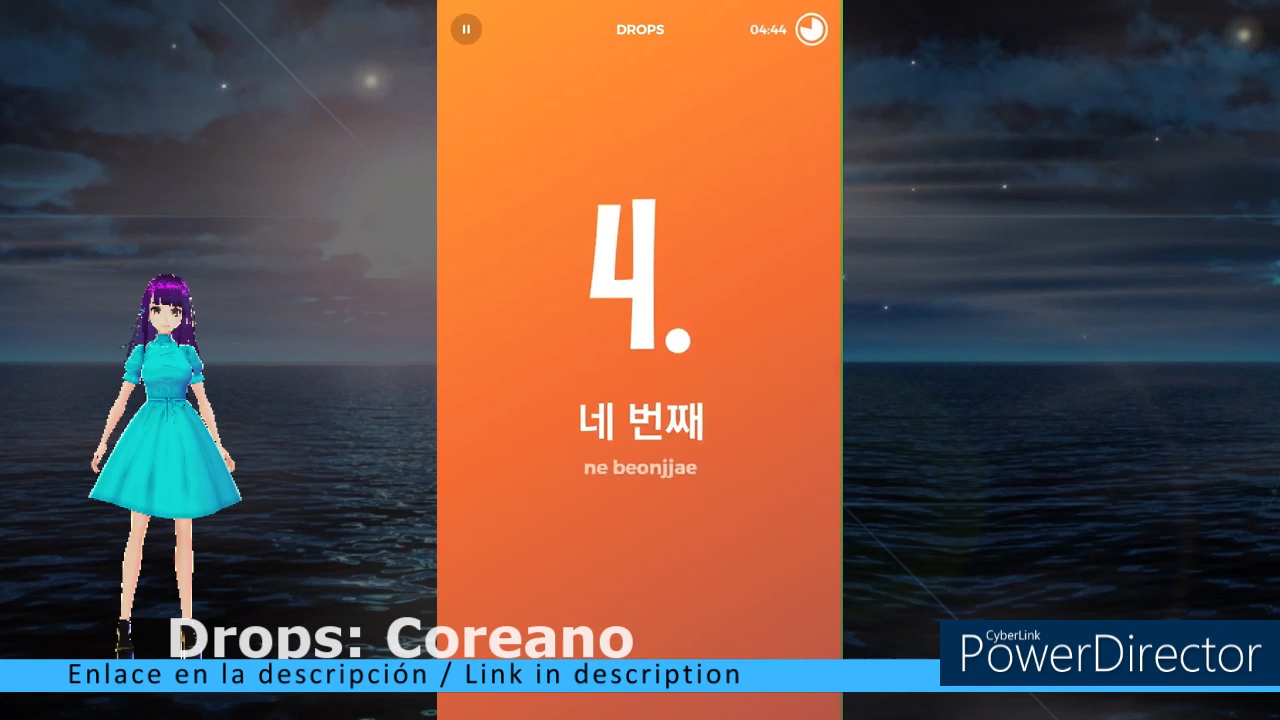 DROPS
04:44
4.
네 번째
ne beonjjae
Drops: Coreano
Enlace en la descripción / Link in description
CyberLink
PowerDirector